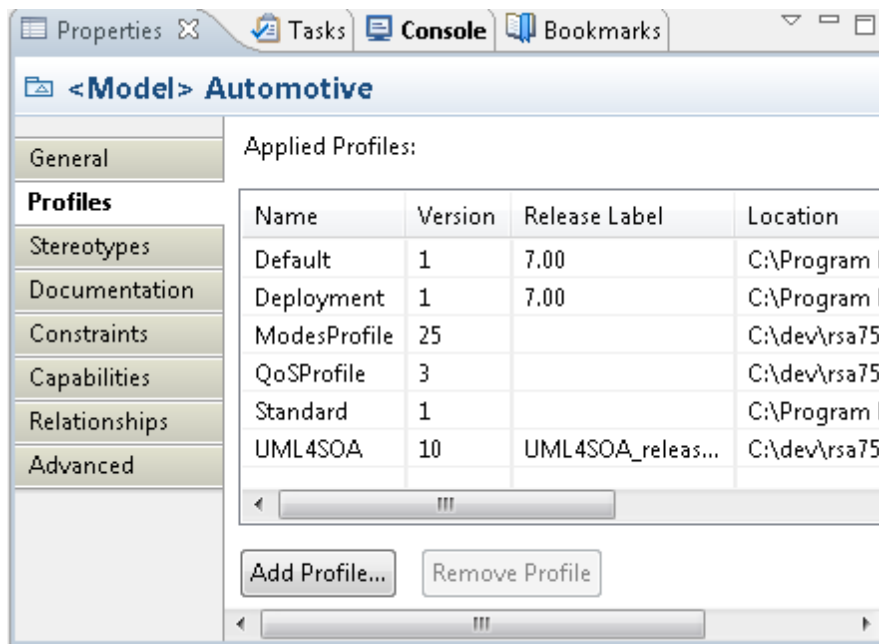 Properties Tasks Console Bookmarks
<Model> Automotive
General
Profiles
Stereotypes
Documentation
Constraints
Capabilities
Relationships
Advanced
Applied Profiles:
Name Version Release Label Location
Default 1 7.00 C:\Program
Deployment 1 7.00 C:\Program
ModesProfile 25 C:\dev\rsa75
QoSProfile 3 C:\dev\rsa75
Standard 1 C:\Program
UML4SOA 10 UML4SOA_releas... C:\dev\rsa75
Add Profile... Remove Profile